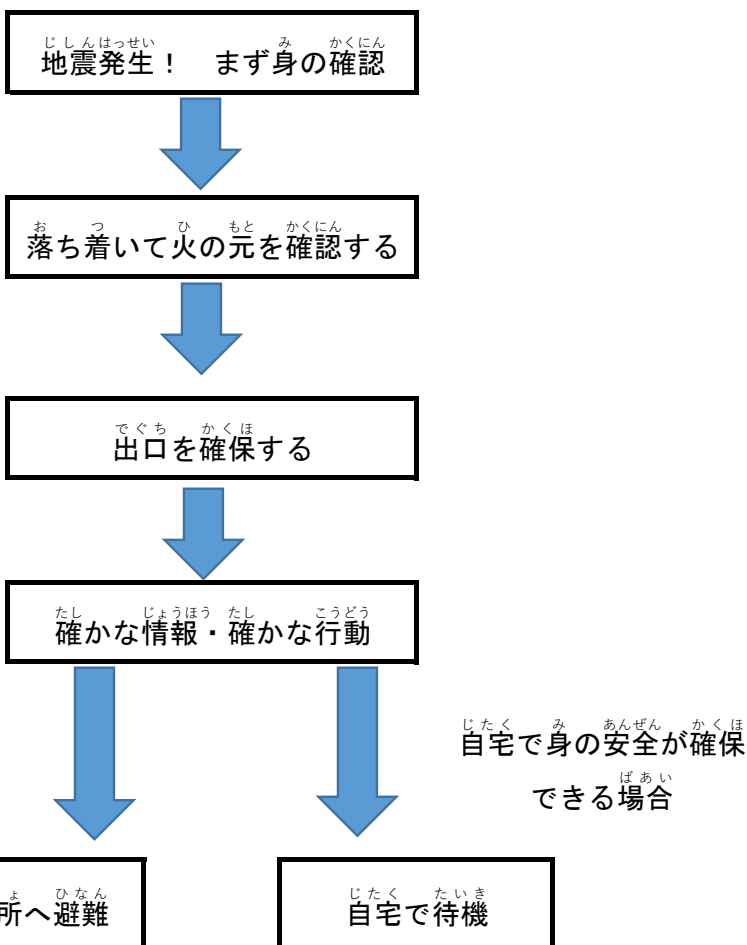 地震発生！　まず身の確認
落ち着いて火の元を確認する
出口を確保する
確かな情報・確かな行動
自宅で身の安全が確保
できる場合
所へ避難
自宅で待機